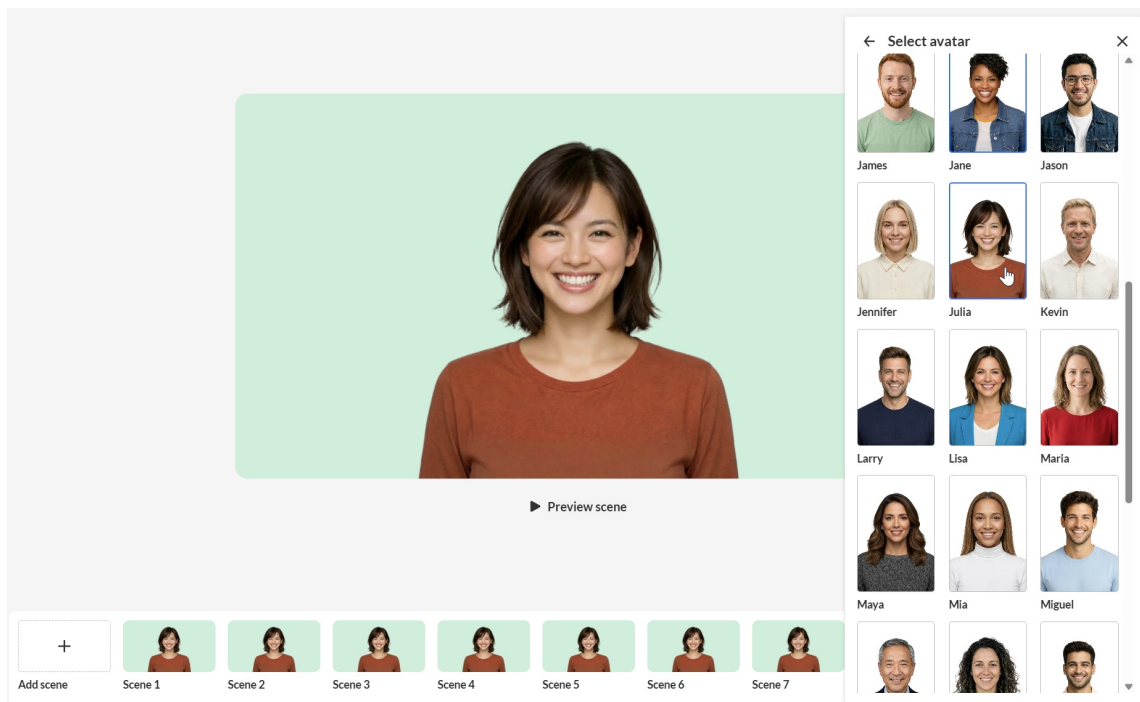 Select avatar
James
Jane
Jason
Jennifer
Julia
Kevin
Larry
Lisa
Maria
Maya
Mia
Miguel
Preview scene
Add scene
Scene 1
Scene 2
Scene 3
Scene 4
Scene 5
Scene 6
Scene 7